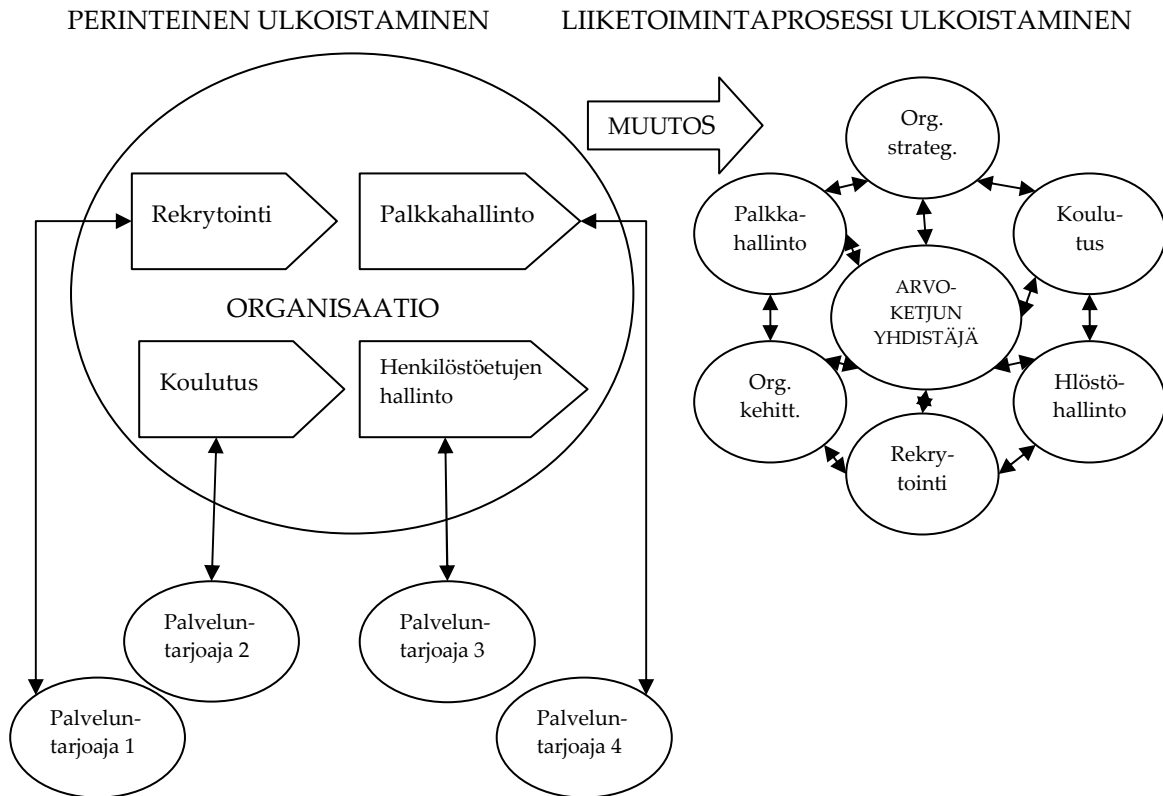 PERINTEINEN ULKOISTAMINEN
LIIKETOIMINTAPROSESSI ULKOISTAMINEN
Rekrytointi
Palkkahallinto
ORGANISAATIO
Koulutus
Henkilöstöetujen
hallinto
Palvelun-
tarjoaja 2
Palvelun-
tarjoaja 3
Palvelun-
tarjoaja 1
Palvelun-
tarjoaja 4
MUUTOS
Org.
strateg.
Palkka-
hallinto
Koulu-
tus
ARVO-
KETJUN
YHDISTÄJÄ
Org.
kehitt.
Hlöstö-
hallinto
Rekry-
tointi